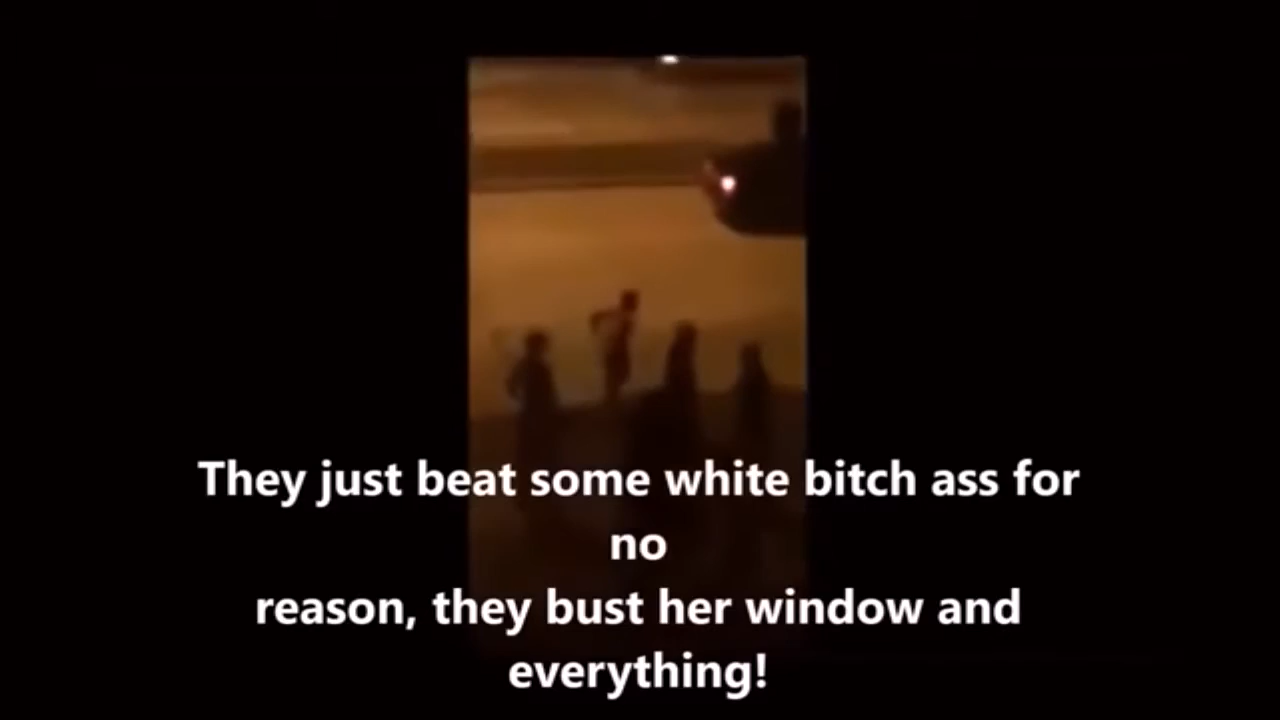 They just beat some white bitch ass for
no
reason, they bust her window and
everything!